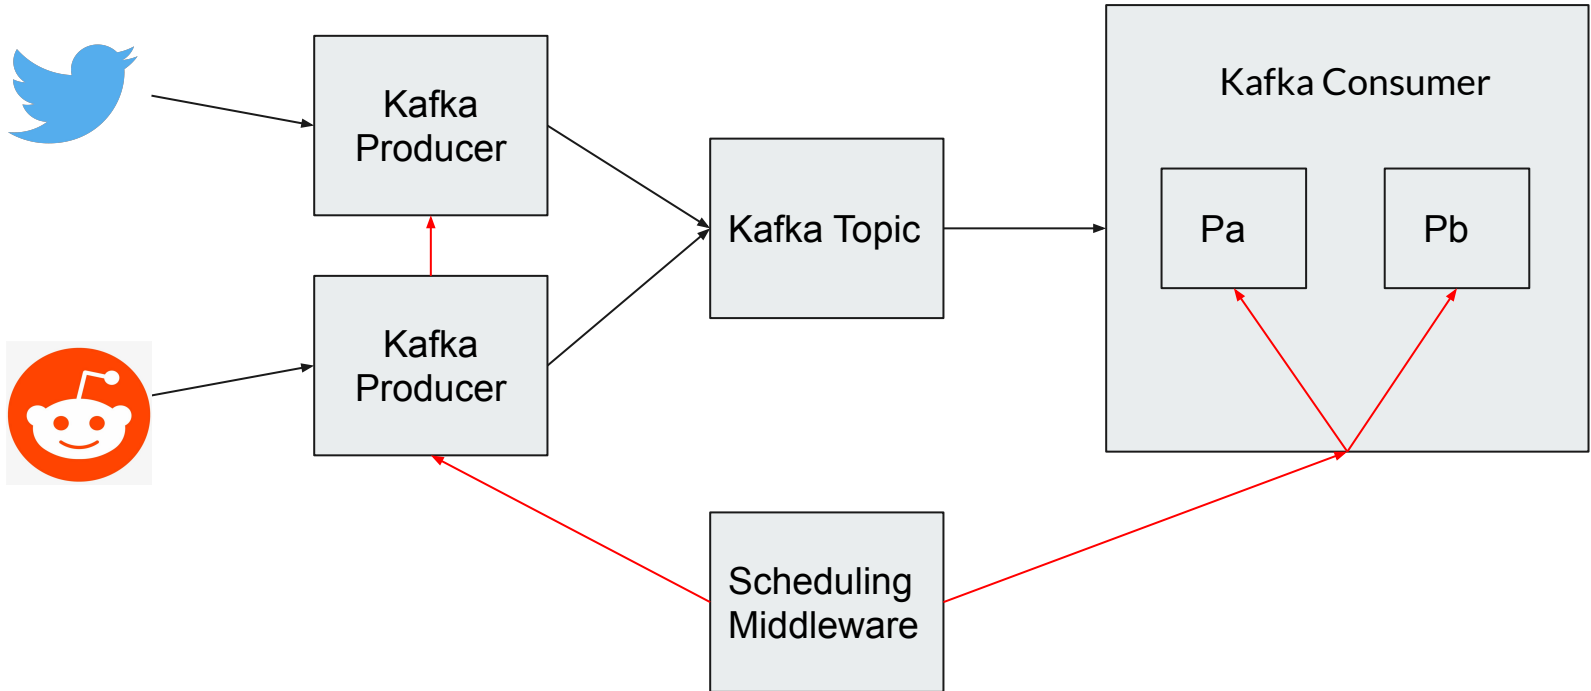 Kafka
Producer
Kafka Consumer
Kafka Topic
Pa
Pb
Kafka
Producer
Scheduling
Middleware